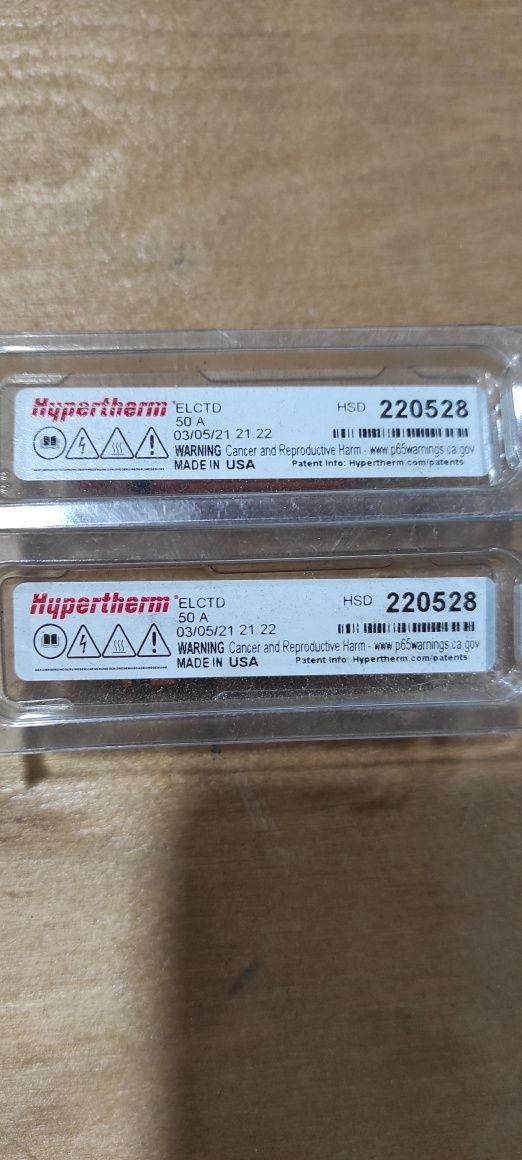 Hypertherm ELCTD HSD 220528
50 A
03/05/21 21.22
WARNING Cancer and Reproductive Harm - www.p65warnings.ca.gov
MADE IN USA Patent Info: Hypertherm.com/patents
Hypertherm ELCTD HSD 220528
50 A
03/05/21 21 22
WARNING Cancer and Reproductive Harm - www.p65warnings.ca.gov
MADE IN USA Patent Info: Hypertherm.com/patents